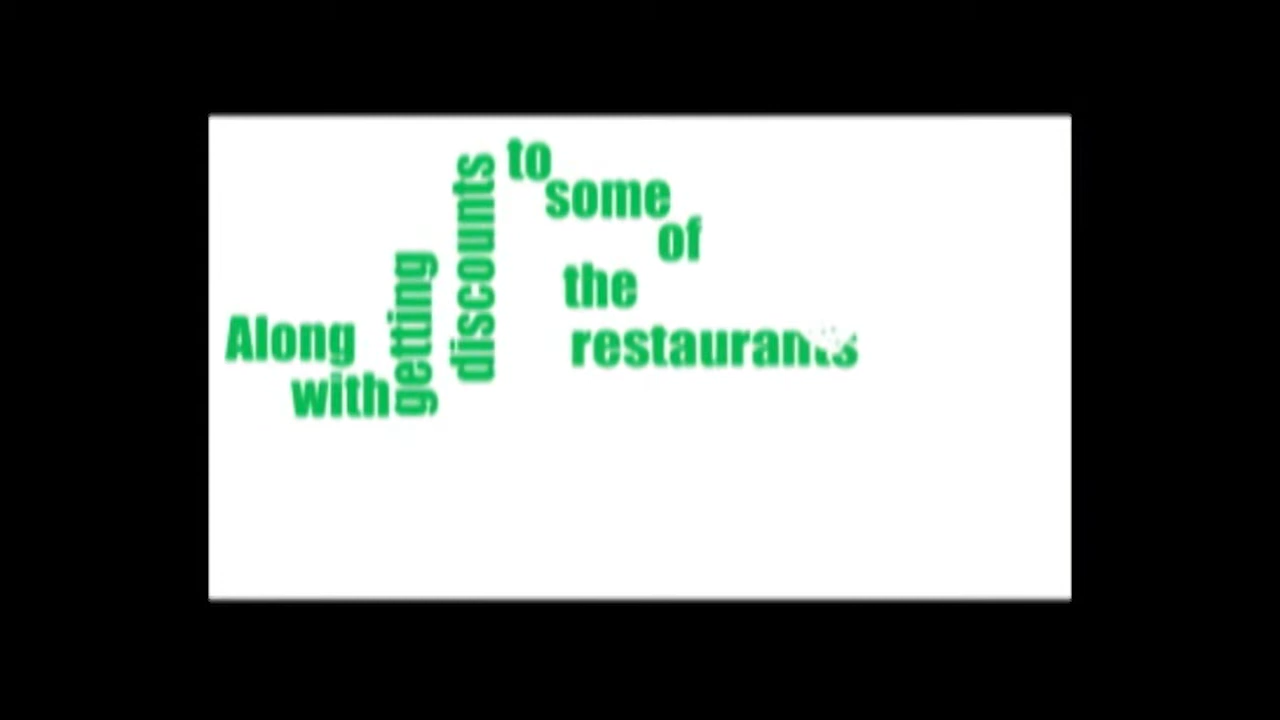 Along
with
getting
discounts
to
some
of
the
restaurants